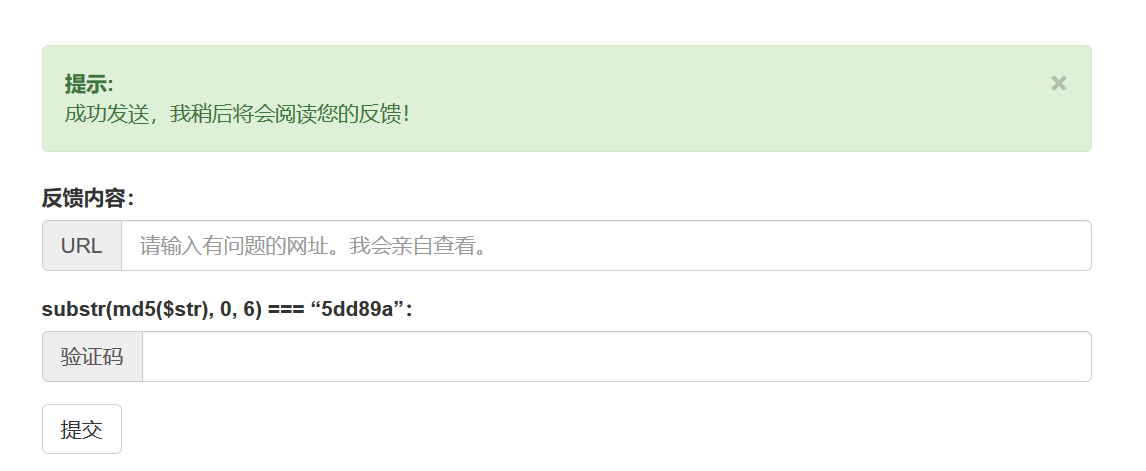 提示:
成功发送，我稍后将会阅读您的反馈！
×
反馈内容：
URL 请输入有问题的网址。我会亲自查看。
substr(md5($str), 0, 6) === “5dd89a”：
验证码
提交